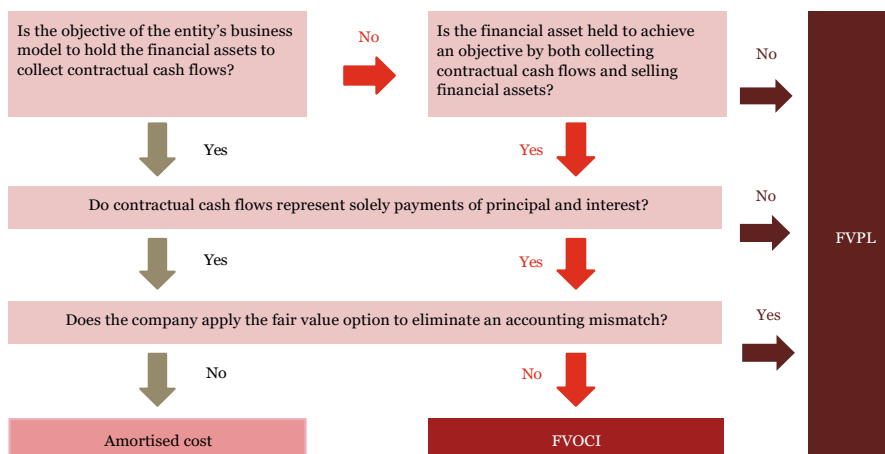 Is the objective of the entity’s business
model to hold the financial assets to
collect contractual cash flows?
No
Is the financial asset held to achieve
an objective by both collecting
contractual cash flows and selling
financial assets?
No
Yes
Yes
Do contractual cash flows represent solely payments of principal and interest?
No
FVPL
Yes
Yes
Does the company apply the fair value option to eliminate an accounting mismatch?
Yes
No
No
Amortised cost
FVOCI